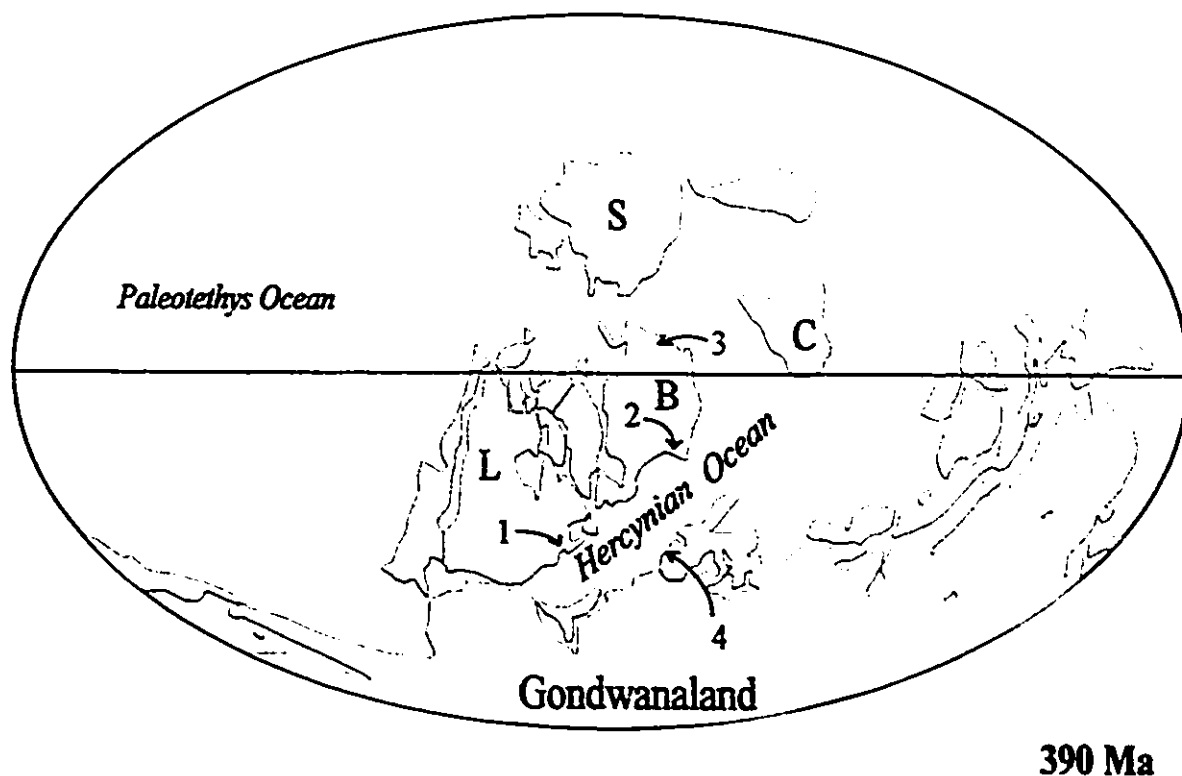 S
Paleotethys Ocean
3
C
B
2
L
Hercynian Ocean
1
4
Gondwanaland
390 Ma